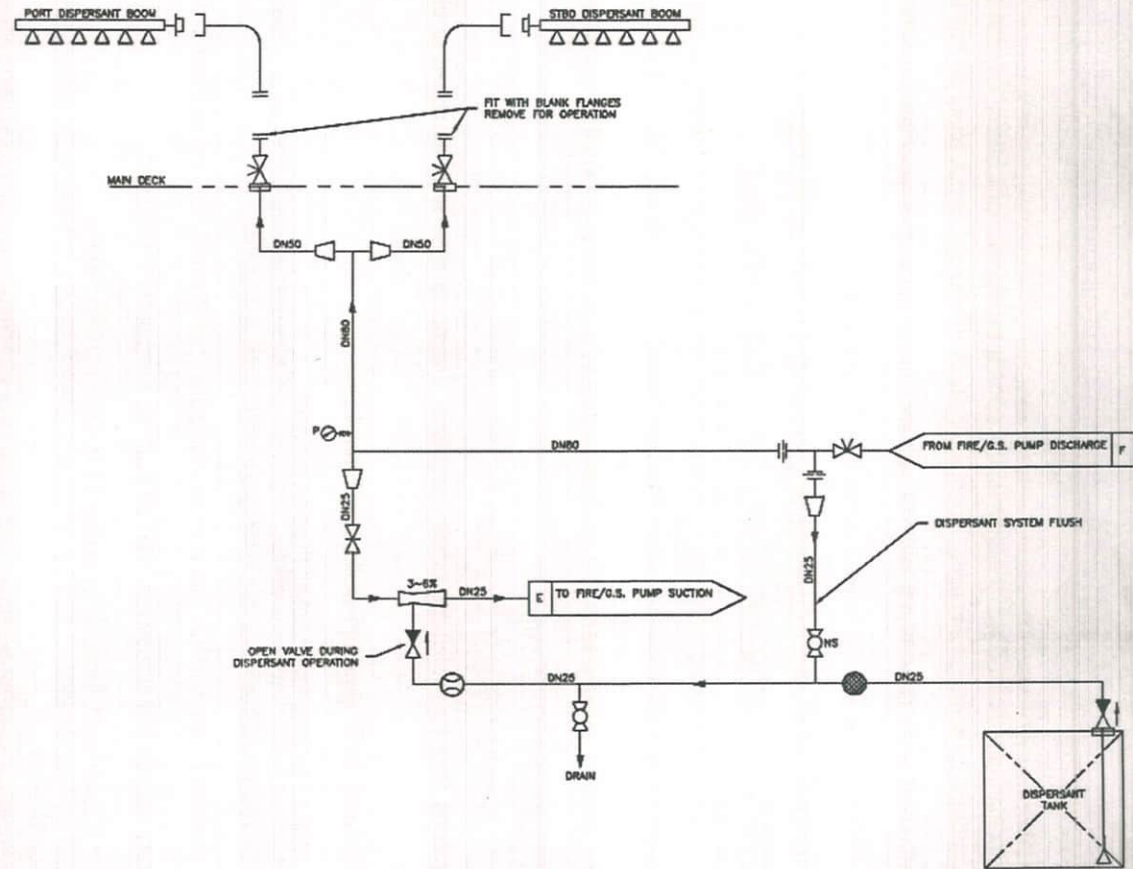 PORT DISPERSANT BOOM
STBD DISPERSANT BOOM
FIT WITH BLANK FLANGES
REMOVE FOR OPERATION
MAIN DECK
DN50
DN50
DN80
P
DN80
FROM FIRE/G.S. PUMP DISCHARGE
F
DN25
DISPERSANT SYSTEM FLUSH
DN25
3~6%
DN25
E
TO FIRE/G.S. PUMP SUCTION
NS
OPEN VALVE DURING
DISPERSANT OPERATION
DN25
DN25
DRAIN
DISPERSANT
TANK